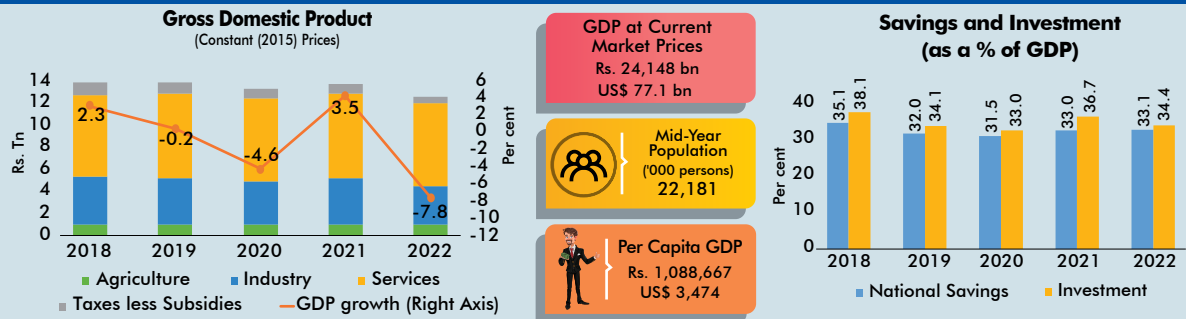 Gross Domestic Product
(Constant (2015) Prices)
Rs. Tn
14
12
10
8
6
4
2
0
2.3
-0.2
-4.6
3.5
-7.8
6
4
2
0
-2
-4
-6
-8
-10
-12
Per cent
2018 2019 2020 2021 2022
Agriculture Industry Services
Taxes less Subsidies GDP growth (Right Axis)
GDP at Current
Market Prices
Rs. 24,148 bn
US$ 77.1 bn
Mid-Year
Population
('000 persons)
22,181
Per Capita GDP
Rs. 1,088,667
US$ 3,474
Savings and Investment
(as a % of GDP)
Per cent
40
30
20
10
0
35.1 38.1 32.0 34.1 31.5 33.0 33.0 36.7 33.1 34.4
2018 2019 2020 2021 2022
National Savings Investment